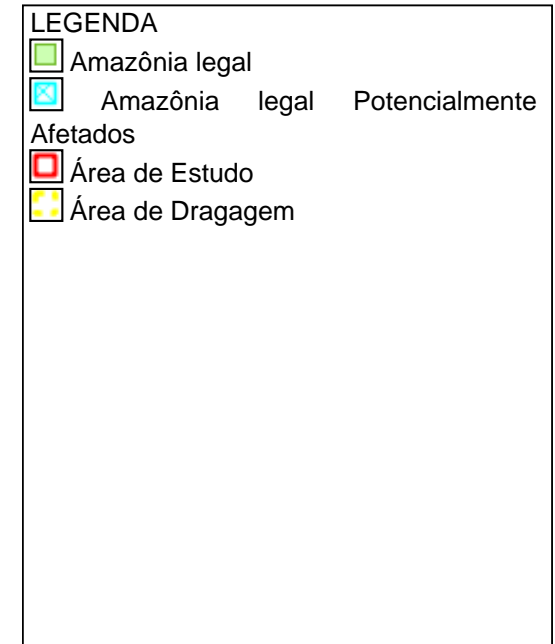 LEGENDA
Amazônia legal
Amazônia legal Potencialmente
Afetados
Área de Estudo
Área de Dragagem